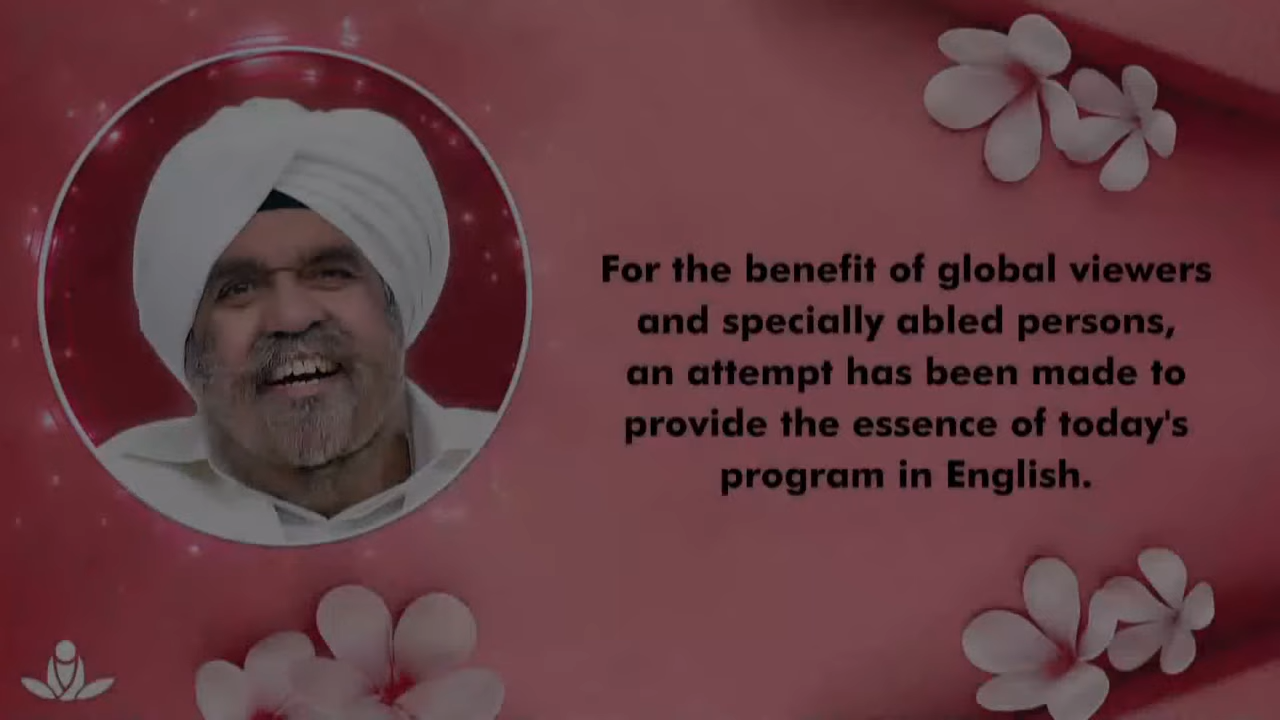 For the benefit of global viewers
and specially abled persons,
an attempt has been made to
provide the essence of today's
program in English.